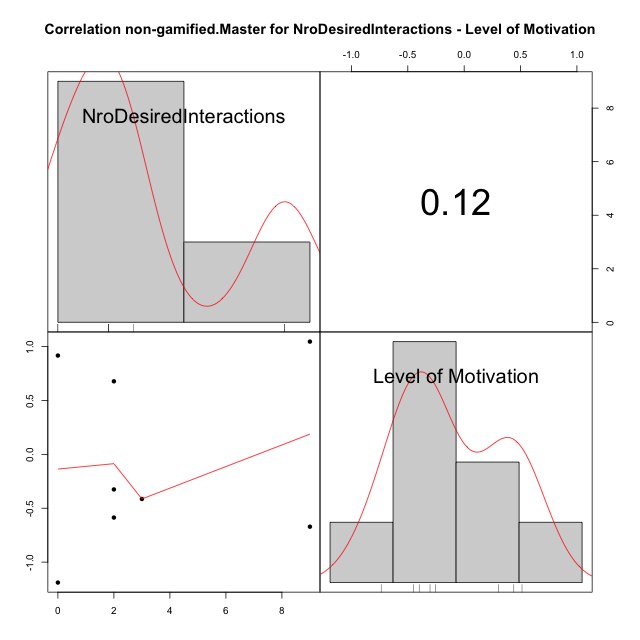 Correlation non-gamified.Master for NroDesiredInteractions - Level of Motivation
-1.0 -0.5 0.0 0.5 1.0
NroDesiredInteractions
0.12
8
6
4
2
0
1.0
0.5
0.0
-0.5
-1.0
Level of Motivation
0 2 4 6 8